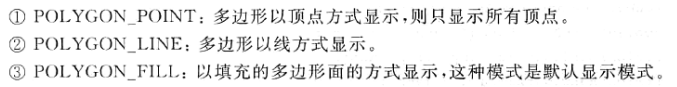 ① POLYGON_POINT：多边形以顶点方式显示，则只显示所有顶点。
② POLYGON_LINE：多边形以线方式显示。
③ POLYGON_FILL：以填充的多边形面的方式显示，这种模式是默认显示模式。